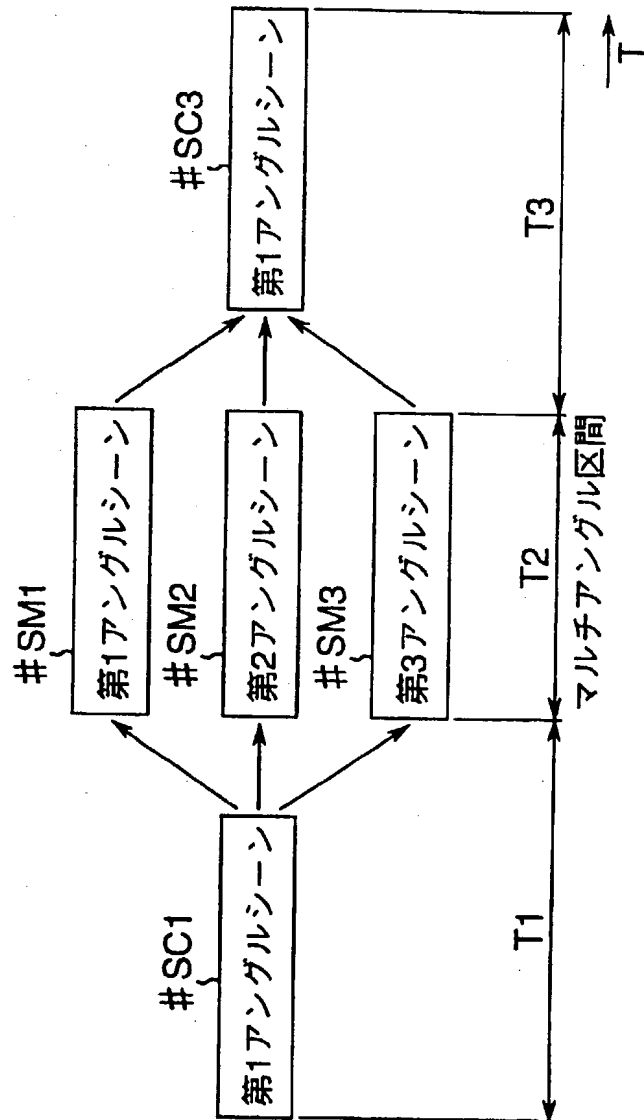 #SC1
第1アングルシーン
#SM1
第1アングルシーン
#SM2
第2アングルシーン
#SM3
第3アングルシーン
#SC3
第1アングルシーン
T1
T2
T3
マルチアングル区間
T